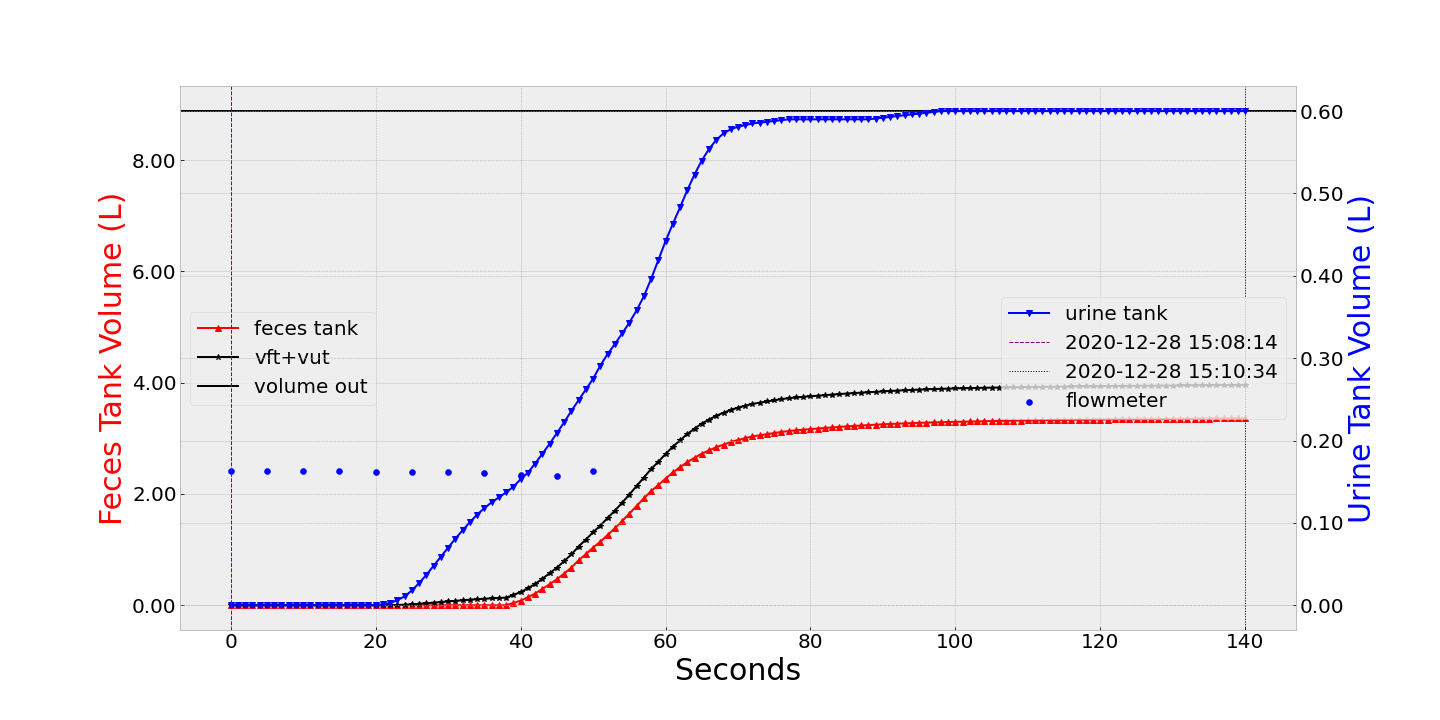 Feces Tank Volume (L)
8.00
6.00
4.00
2.00
0.00
feces tank
vft+vut
volume out
urine tank
2020-12-28 15:08:14
2020-12-28 15:10:34
flowmeter
0.60
0.50
0.40
0.30
0.20
0.10
0.00
Urine Tank Volume (L)
0 20 40 60 80 100 120 140
Seconds